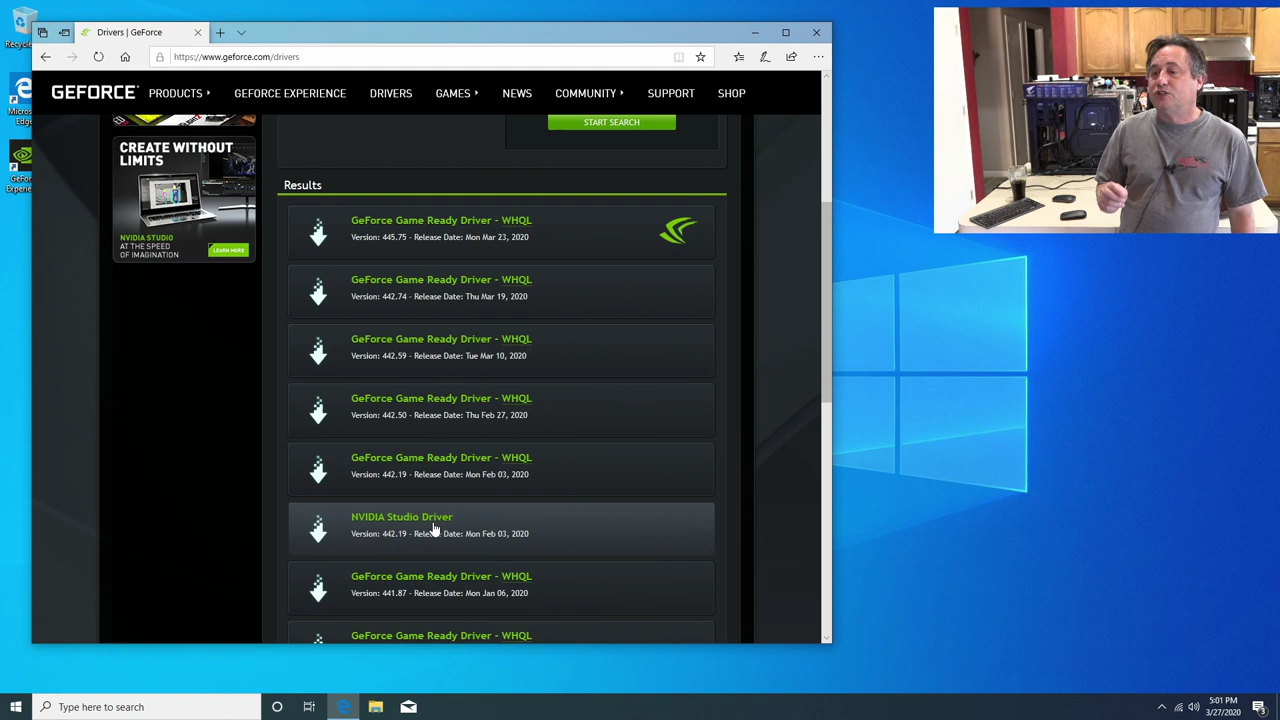 Recycle
Drivers | GeForce
https://www.geforce.com/drivers
GEFORCE PRODUCTS GEFORCE EXPERIENCE DRIVERS GAMES NEWS COMMUNITY SUPPORT SHOP
Micros
Edge
GeFor
Experie
CREATE WITHOUT
LIMITS
NVIDIA STUDIO
AT THE SPEED
OF IMAGINATION
LEARN MORE
START SEARCH
Results
GeForce Game Ready Driver - WHQL
Version: 445.75 - Release Date: Mon Mar 23, 2020
GeForce Game Ready Driver - WHQL
Version: 442.74 - Release Date: Thu Mar 19, 2020
GeForce Game Ready Driver - WHQL
Version: 442.59 - Release Date: Tue Mar 10, 2020
GeForce Game Ready Driver - WHQL
Version: 442.50 - Release Date: Thu Feb 27, 2020
GeForce Game Ready Driver - WHQL
Version: 442.19 - Release Date: Mon Feb 03, 2020
NVIDIA Studio Driver
Version: 442.19 - Release Date: Mon Feb 03, 2020
GeForce Game Ready Driver - WHQL
Version: 441.87 - Release Date: Mon Jan 06, 2020
GeForce Game Ready Driver - WHQL
Type here to search
5:01 PM
3/27/2020
3